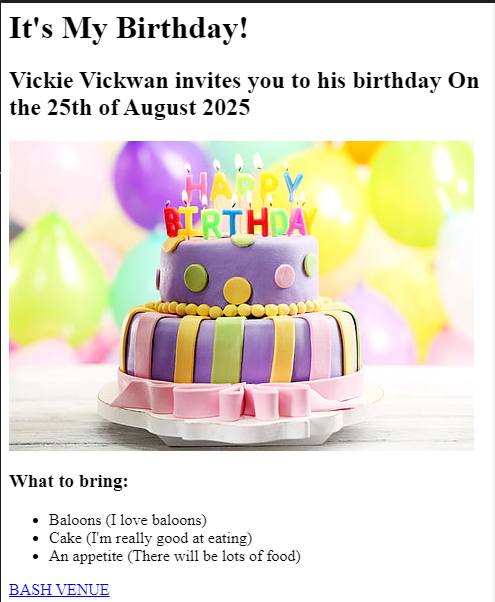 It's My Birthday!
Vickie Vickwan invites you to his birthday On
the 25th of August 2025
HAPPY
BIRTHDAY
What to bring:
Baloons (I love baloons)
Cake (I'm really good at eating)
An appetite (There will be lots of food)
BASH VENUE